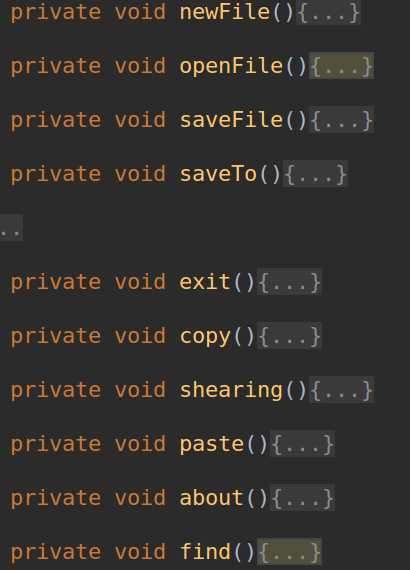 private void newFile(){...}
private void openFile(){...}
private void saveFile(){...}
private void saveTo(){...}
..
private void exit(){...}
private void copy(){...}
private void shearing(){...}
private void paste(){...}
private void about(){...}
private void find(){...}